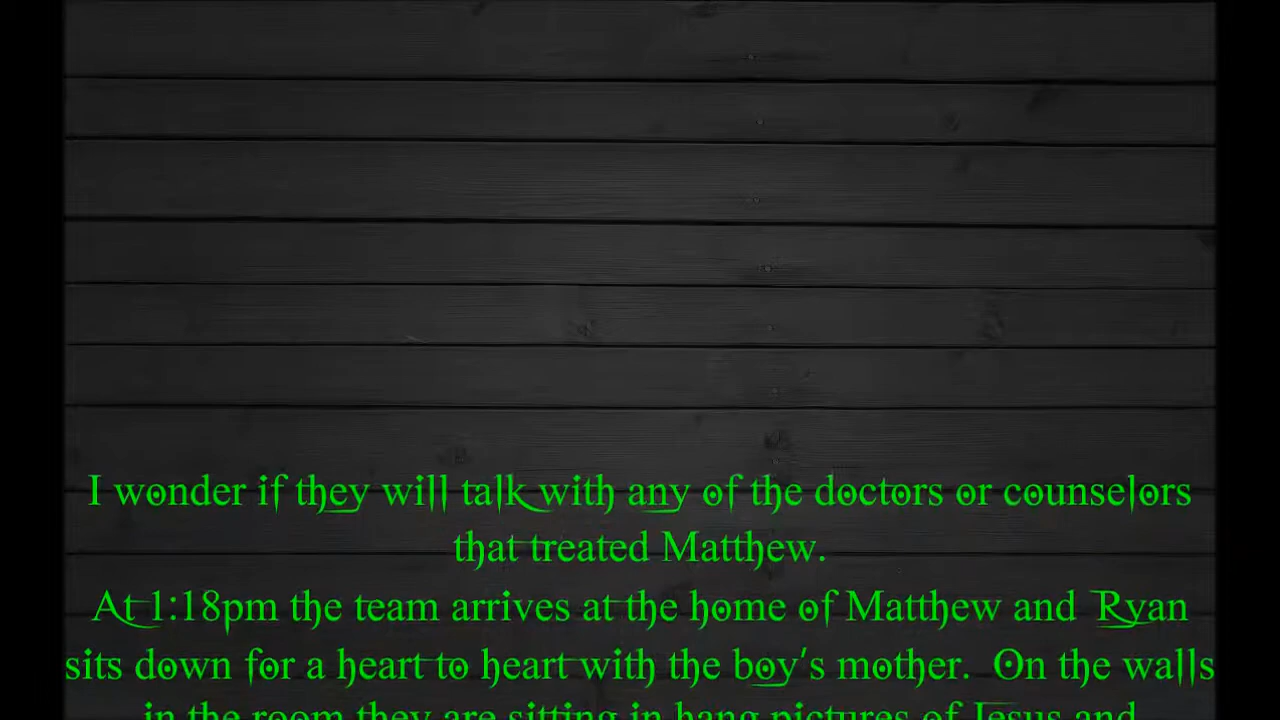 I wonder if they will talk with any of the doctors or counselors
that treated Matthew.
At 1:18pm the team arrives at the home of Matthew and Ryan
sits down for a heart to heart with the boy's mother.  On the walls
in the room they are sitting in hang pictures of Jesus and